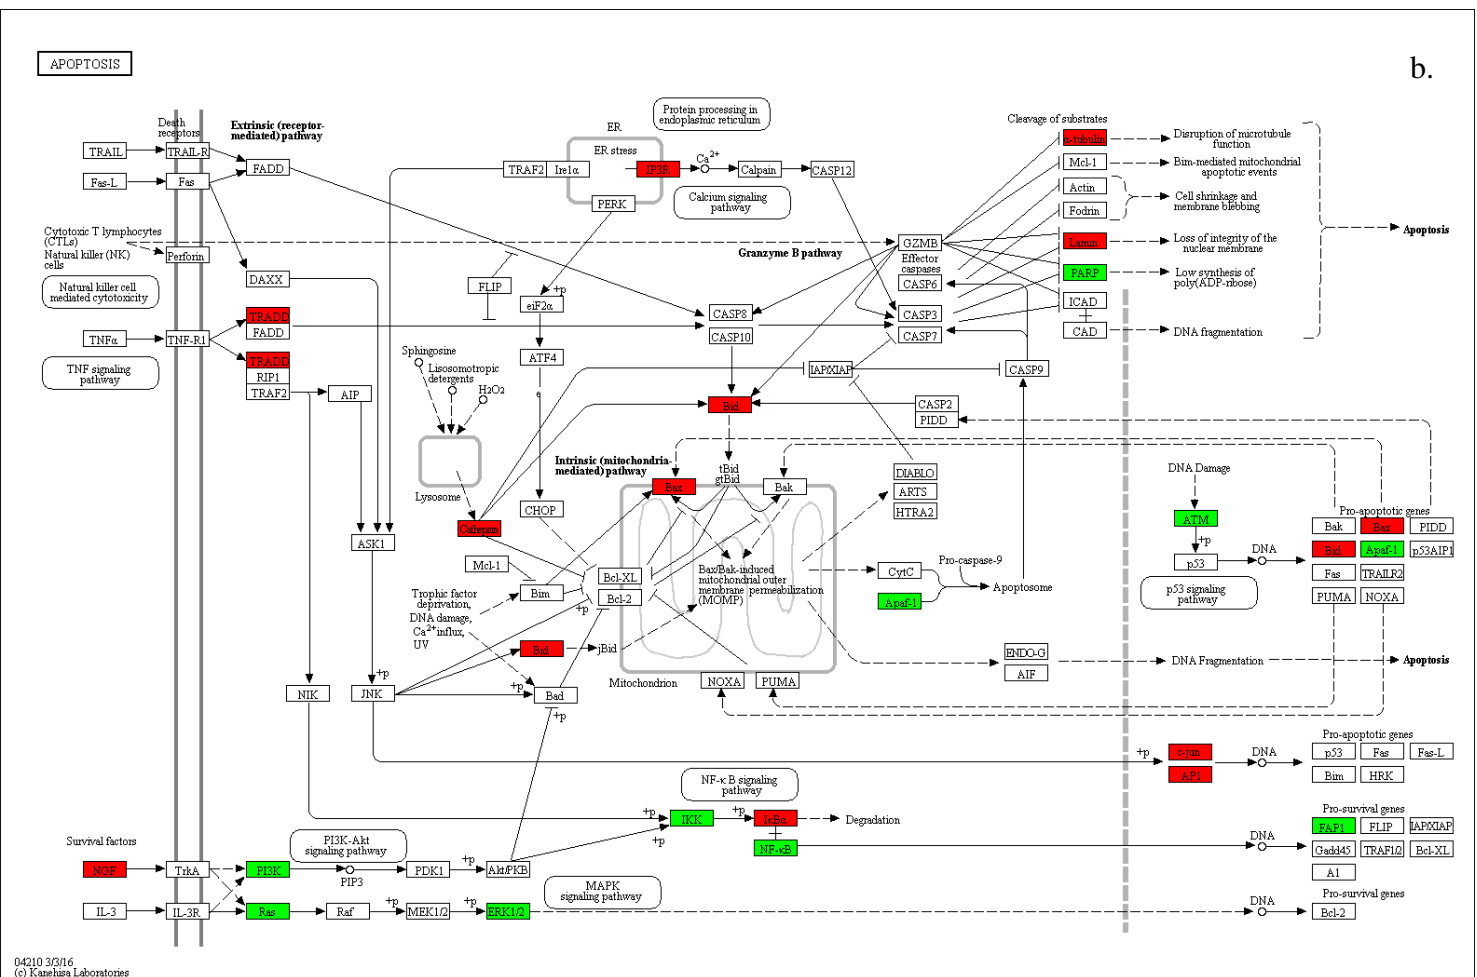 APOPTOSIS
b.
Death
receptors
Extrinsic (receptor-
mediated) pathway
ER
Protein processing in
endoplasmic reticulum
Cleavage of substrates
TRAIL
TRAIL-R
FADD
ER stress
TRAF2
Ire1α
IP3R
Ca2+
Calpain
CASP12
α-tubulin
Disruption of microtubule
function
Mcl-1
Bim-mediated mitochondrial
apoptotic events
Fas-L
Fas
PERK
Calcium signaling
pathway
Actin
Fodrin
Cell shrinkage and
membrane blebbing
Cytotoxic T lymphocytes
(CTLs)
Natural killer (NK)
cells
Perforin
Granzyme B pathway
GZMB
Lamin
Loss of integrity of the
nuclear membrane
Apoptosis
Natural killer cell
mediated cytotoxicity
DAXX
FLIP
+p
eiF2α
Effector
caspases
CASP6
PARP
Low synthesis of
poly(ADP-ribose)
CASP3
CASP7
ICAD
CAD
DNA fragmentation
TNFα
TNF-R1
TRADD
FADD
TRADD
RIP1
TRAF2
TNF signaling
pathway
CASP8
CASP10
ATF4
Sphingosine
Lisosomotropic
detergents
H2O2
AIP
IAP/XIAP
CASP9
Bid
CASP2
PIDD
Lysosome
Intrinsic (mitochondria-
mediated) pathway
tBid
gtBid
Bax
Bak
DIABLO
ARTS
HTRA2
DNA Damage
ATM
+p
p53
DNA
p53 signaling
pathway
Pro-apoptotic genes
Bak
Bax
PIDD
Bid
Apaf-1
p53AIP1
Fas
TRAILR2
PUMA
NOXA
CHOP
Cathepsin
ASK1
Mcl-1
Bim
Bcl-XL
Bcl-2
+p
Bax/Bak-induced
mitochondrial outer
membrane permeabilization
(MOMP)
CytC
Pro-caspase-9
Apaf-1
Apoptosome
Trophic factor
deprivation,
DNA damage,
Ca2+ influx,
UV
Bid
jBid
ENDO-G
AIF
DNA Fragmentation
Apoptosis
Mitochondrion
NOXA
PUMA
NIK
+p
JNK
+p
+p
Bad
+p
+p
c-jun
AP1
DNA
Pro-apoptotic genes
p53
Fas
Fas-L
Bim
HRK
NF-κB signaling
pathway
+p
IKK
+p
+p
IκBα
Degradation
NF-κB
DNA
Pro-survival genes
FAP1
FLIP
IAP/XIAP
Gadd45
TRAF1/2
Bcl-XL
A1
Survival factors
PI3K-Akt
signaling pathway
NGF
TrkA
PI3K
PIP3
PDK1
+p
Akt/PKB
MAPK
signaling pathway
IL-3
IL-3R
Ras
Raf
+p
MEK1/2
+p
ERK1/2
DNA
Pro-survival genes
Bcl-2
04210 3/3/16
(c) Kanehisa Laboratories